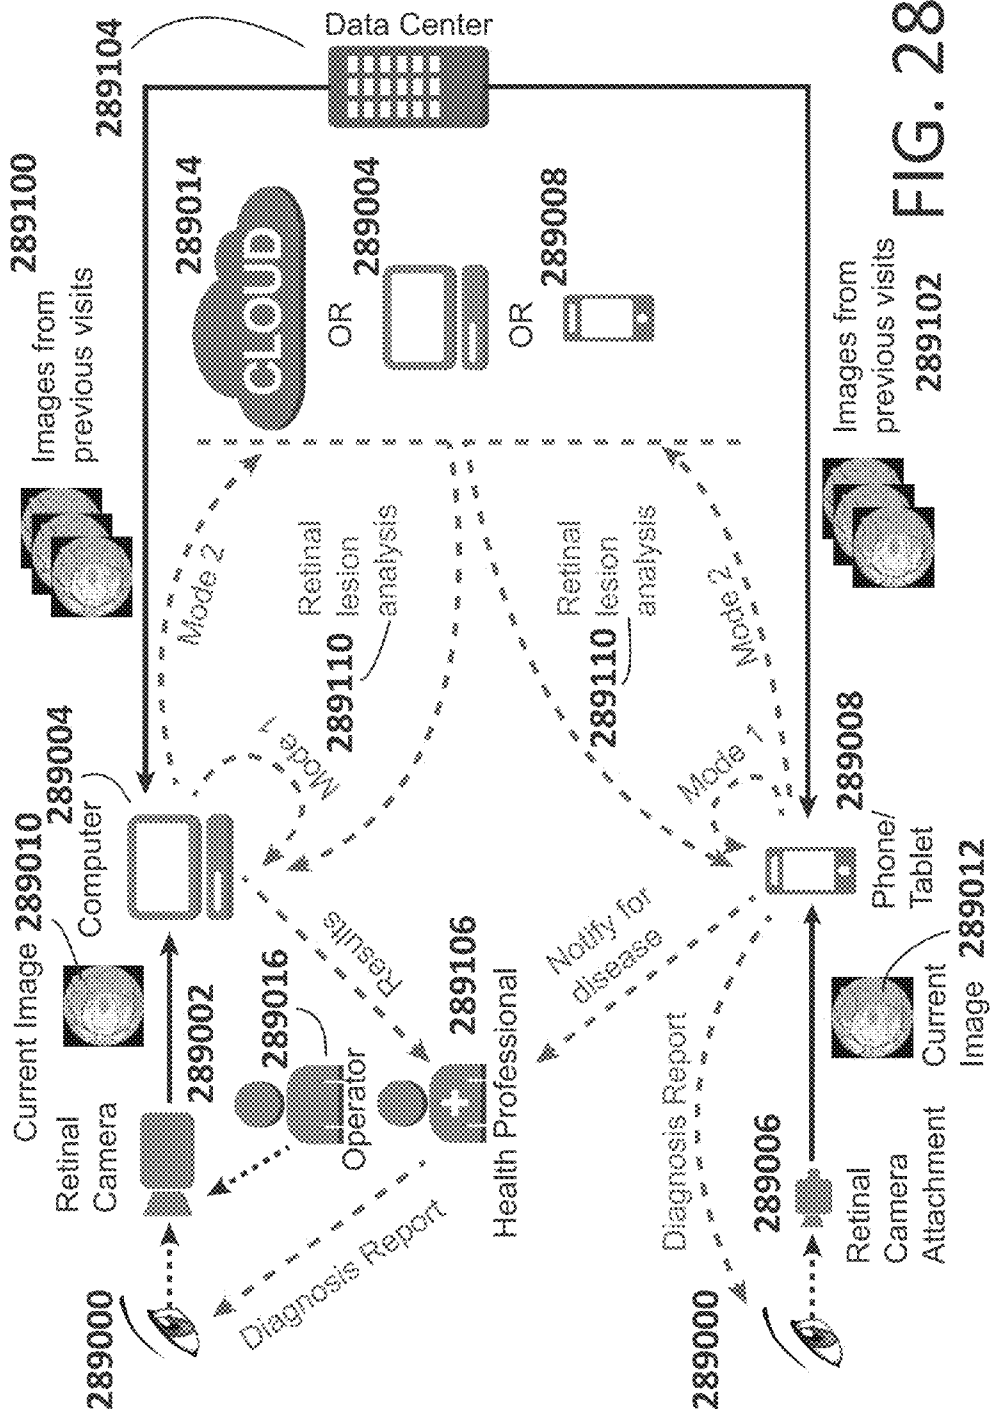 289104
Data Center
289100
Images from
previous visits
289014
CLOUD
OR
289004
OR
289008
Mode 2
Retinal
lesion
analysis
289110
Mode 1
Current Image 289010
289004
Computer
Retinal
Camera
289002
289000
289016
Operator
Results
289106
Health Professional
Diagnosis Report
Notify for
disease
Retinal
lesion
analysis
289110
Mode 2
Mode 1
Images from
previous visits
289102
289008
Phone/
Tablet
289012
Current
Image
289006
Retinal
Camera
Attachment
Diagnosis Report
289000
FIG. 28